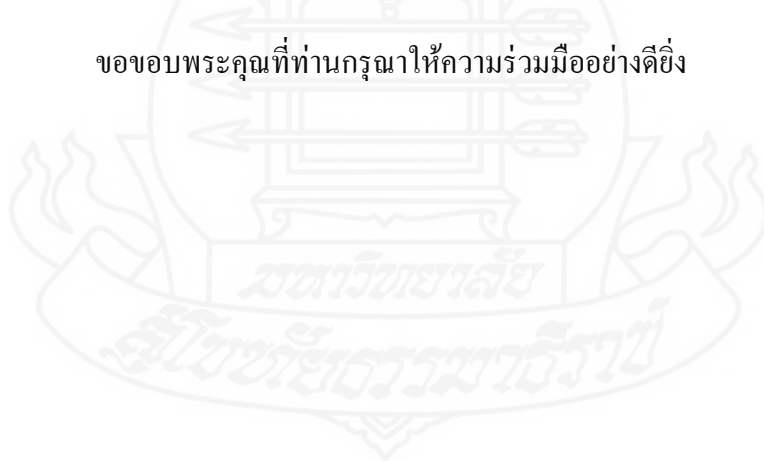 ขอขอบพระคุณที่ท่านกรุณาให้ความร่วมมืออย่างดียิ่ง
มหาวิทยาลัย
สุโขทัยธรรมาธิราช